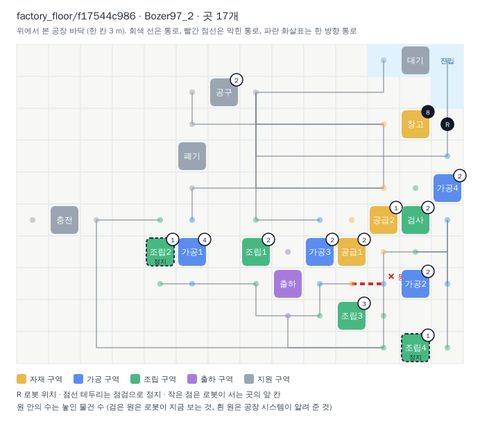 factory_floor/f17544c986 · Bozer97_2 · 곳 17개
위에서 본 공장 바닥 (한 칸 3 m). 회색 선은 통로, 빨간 점선은 막힌 통로, 파란 화살표는 한 방향 통로
대기
공구 2
창고 8
R
폐기
가공4 2
충전
공급2 1
검사 2
조립2 1
정지
가공1 4
조립1 2
가공3 2
공급1 2
출하
가공2 2
조립3 3
조립4 1
정지
자재 구역
가공 구역
조립 구역
출하 구역
지원 구역
R 로봇 위치 · 점선 테두리는 점검으로 정지 · 작은 점은 로봇이 서는 곳의 앞 칸
원 안의 수는 놓인 물건 수 (검은 원은 로봇이 지금 보는 것, 흰 원은 공장 시스템이 알려 준 것)